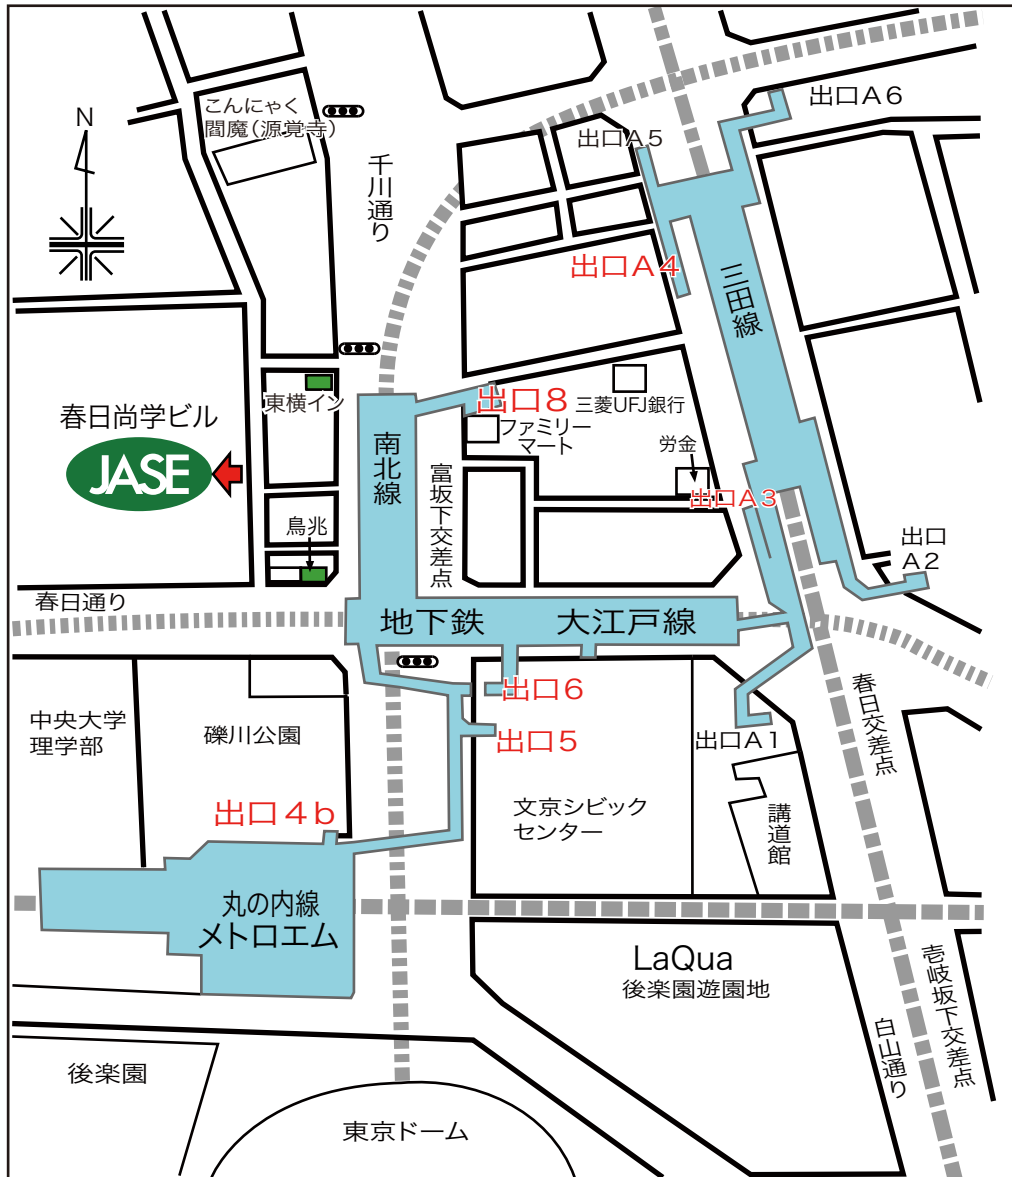 出口A6
こんにゃく
閻魔(源覚寺)
N
出口A5
千川通り
出口A4
三田線
東横イン
出口8
三菱UFJ銀行
春日尚学ビル
ファミリー
マート
JASE
南北線
富坂下交差点
労金
出口A3
鳥兆
出口
A2
春日通り
地下鉄
大江戸線
出口6
春日交差点
中央大学
理学部
礫川公園
出口5
出口A1
文京シビック
センター
講道館
出口4b
丸の内線
メトロエム
LaQua
後楽園遊園地
壱岐坂下交差点
白山通り
後楽園
東京ドーム